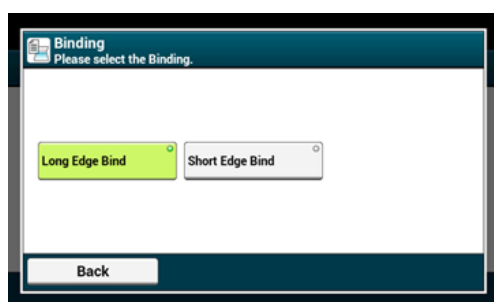 Binding
Please select the Binding.
Long Edge Bind
Short Edge Bind
Back